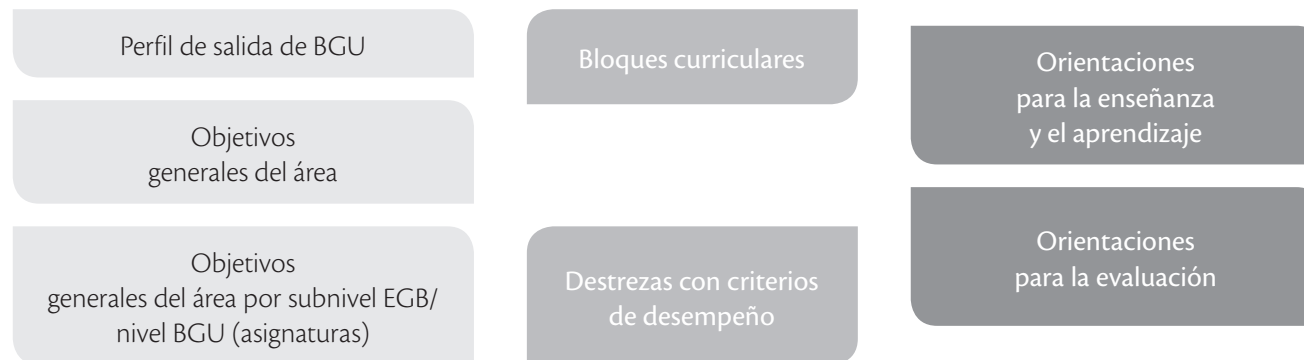 Perfil de salida de BGU
Objetivos
generales del área
Objetivos
generales del área por subnivel EGB/
nivel BGU (asignaturas)
Bloques curriculares
Destrezas con criterios
de desempeño
Orientaciones
para la enseñanza
y el aprendizaje
Orientaciones
para la evaluación